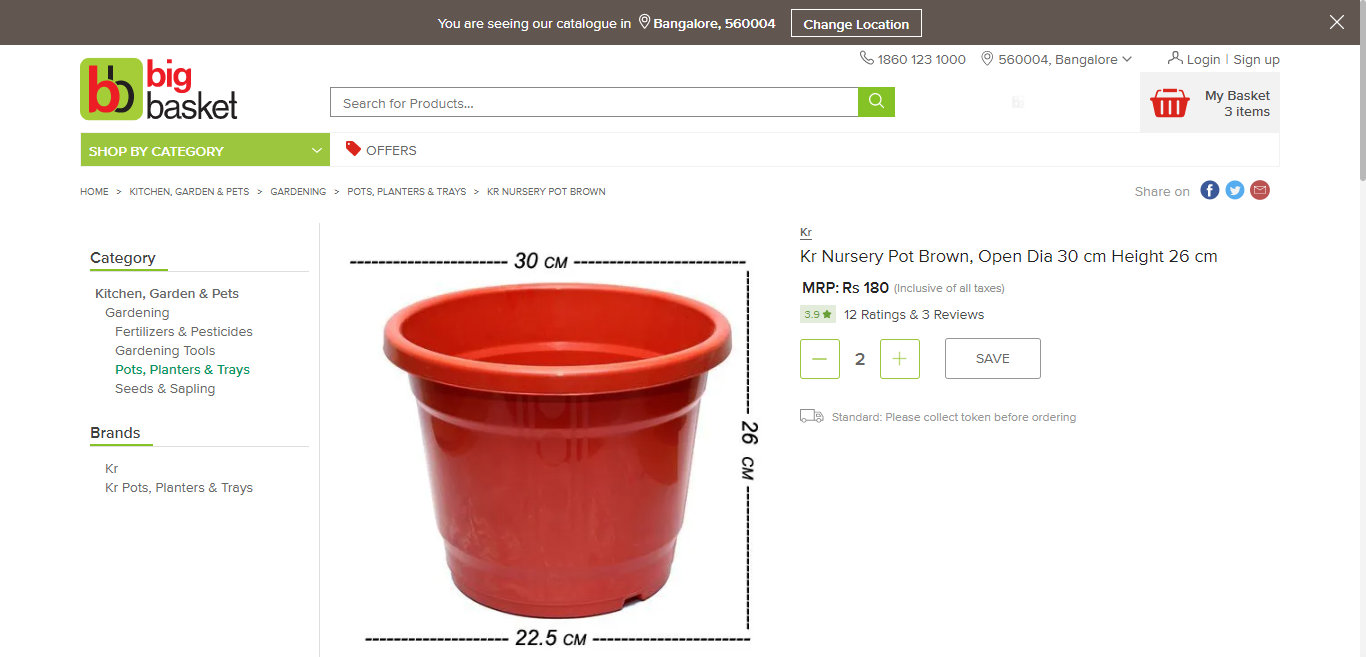 You are seeing our catalogue in Bangalore, 560004 Change Location
1860 123 1000 560004, Bangalore Login | Sign up
bb big basket
Search for Products...
My Basket
3 items
SHOP BY CATEGORY OFFERS
HOME > KITCHEN, GARDEN & PETS > GARDENING > POTS, PLANTERS & TRAYS > KR NURSERY POT BROWN
Share on
Category
Kitchen, Garden & Pets
Gardening
Fertilizers & Pesticides
Gardening Tools
Pots, Planters & Trays
Seeds & Sapling
Brands
Kr
Kr Pots, Planters & Trays
30 CM
26 CM
22.5 CM
Kr
Kr Nursery Pot Brown, Open Dia 30 cm Height 26 cm
MRP: Rs 180 (Inclusive of all taxes)
3.9 ★ 12 Ratings & 3 Reviews
2 SAVE
Standard: Please collect token before ordering